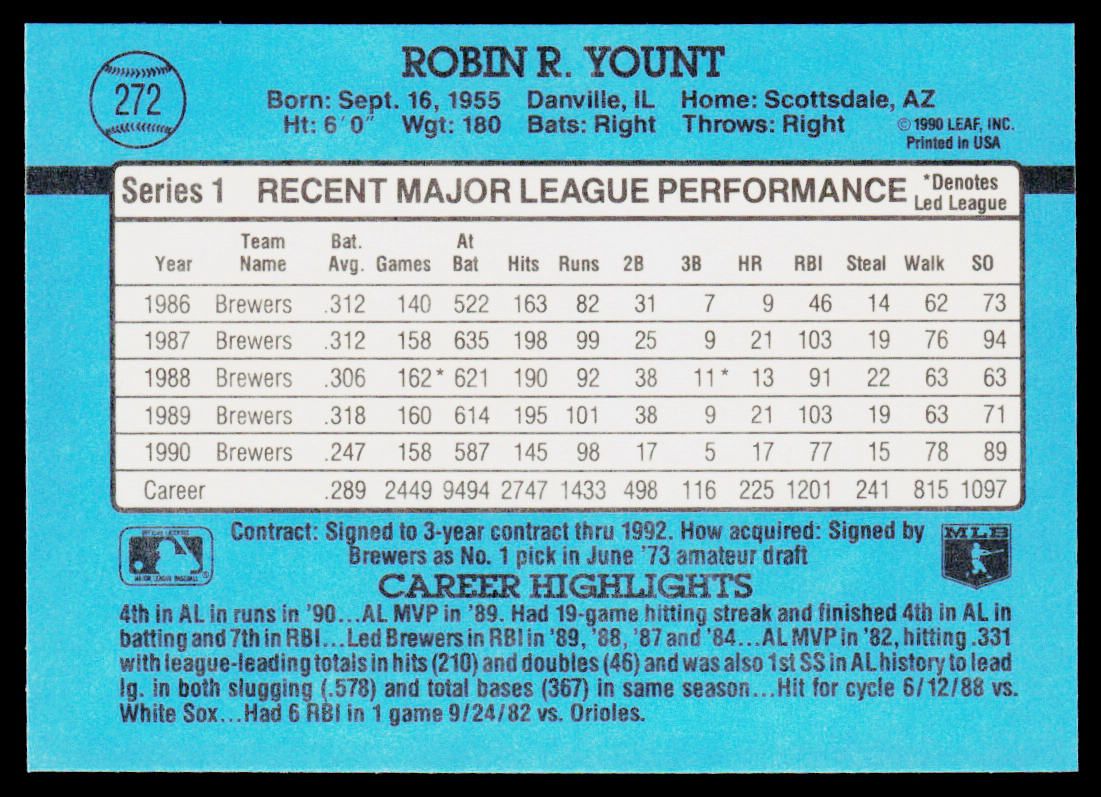 272
ROBIN R. YOUNT
Born: Sept. 16, 1955 Danville, IL Home: Scottsdale, AZ
Ht: 6´0″ Wgt: 180 Bats: Right Throws: Right
© 1990 LEAF, INC.
Printed in USA
Series 1 RECENT MAJOR LEAGUE PERFORMANCE *Denotes Led League
Year Team Name Bat. Avg. Games At Bat Hits Runs 2B 3B HR RBI Steal Walk SO
1986 Brewers .312 140 522 163 82 31 7 9 46 14 62 73
1987 Brewers .312 158 635 198 99 25 9 21 103 19 76 94
1988 Brewers .306 162* 621 190 92 38 11* 13 91 22 63 63
1989 Brewers .318 160 614 195 101 38 9 21 103 19 63 71
1990 Brewers .247 158 587 145 98 17 5 17 77 15 78 89
Career .289 2449 9494 2747 1433 498 116 225 1201 241 815 1097
Contract: Signed to 3-year contract thru 1992. How acquired: Signed by
Brewers as No. 1 pick in June '73 amateur draft
MLB
MAJOR LEAGUE BASEBALL®
CAREER HIGHLIGHTS
4th in AL in runs in '90...AL MVP in '89. Had 19-game hitting streak and finished 4th in AL in
batting and 7th in RBI...Led Brewers in RBI in '89, '88, '87 and '84...AL MVP in '82, hitting .331
with league-leading totals in hits (210) and doubles (46) and was also 1st SS in AL history to lead
lg. in both slugging (.578) and total bases (367) in same season...Hit for cycle 6/12/88 vs.
White Sox...Had 6 RBI in 1 game 9/24/82 vs. Orioles.